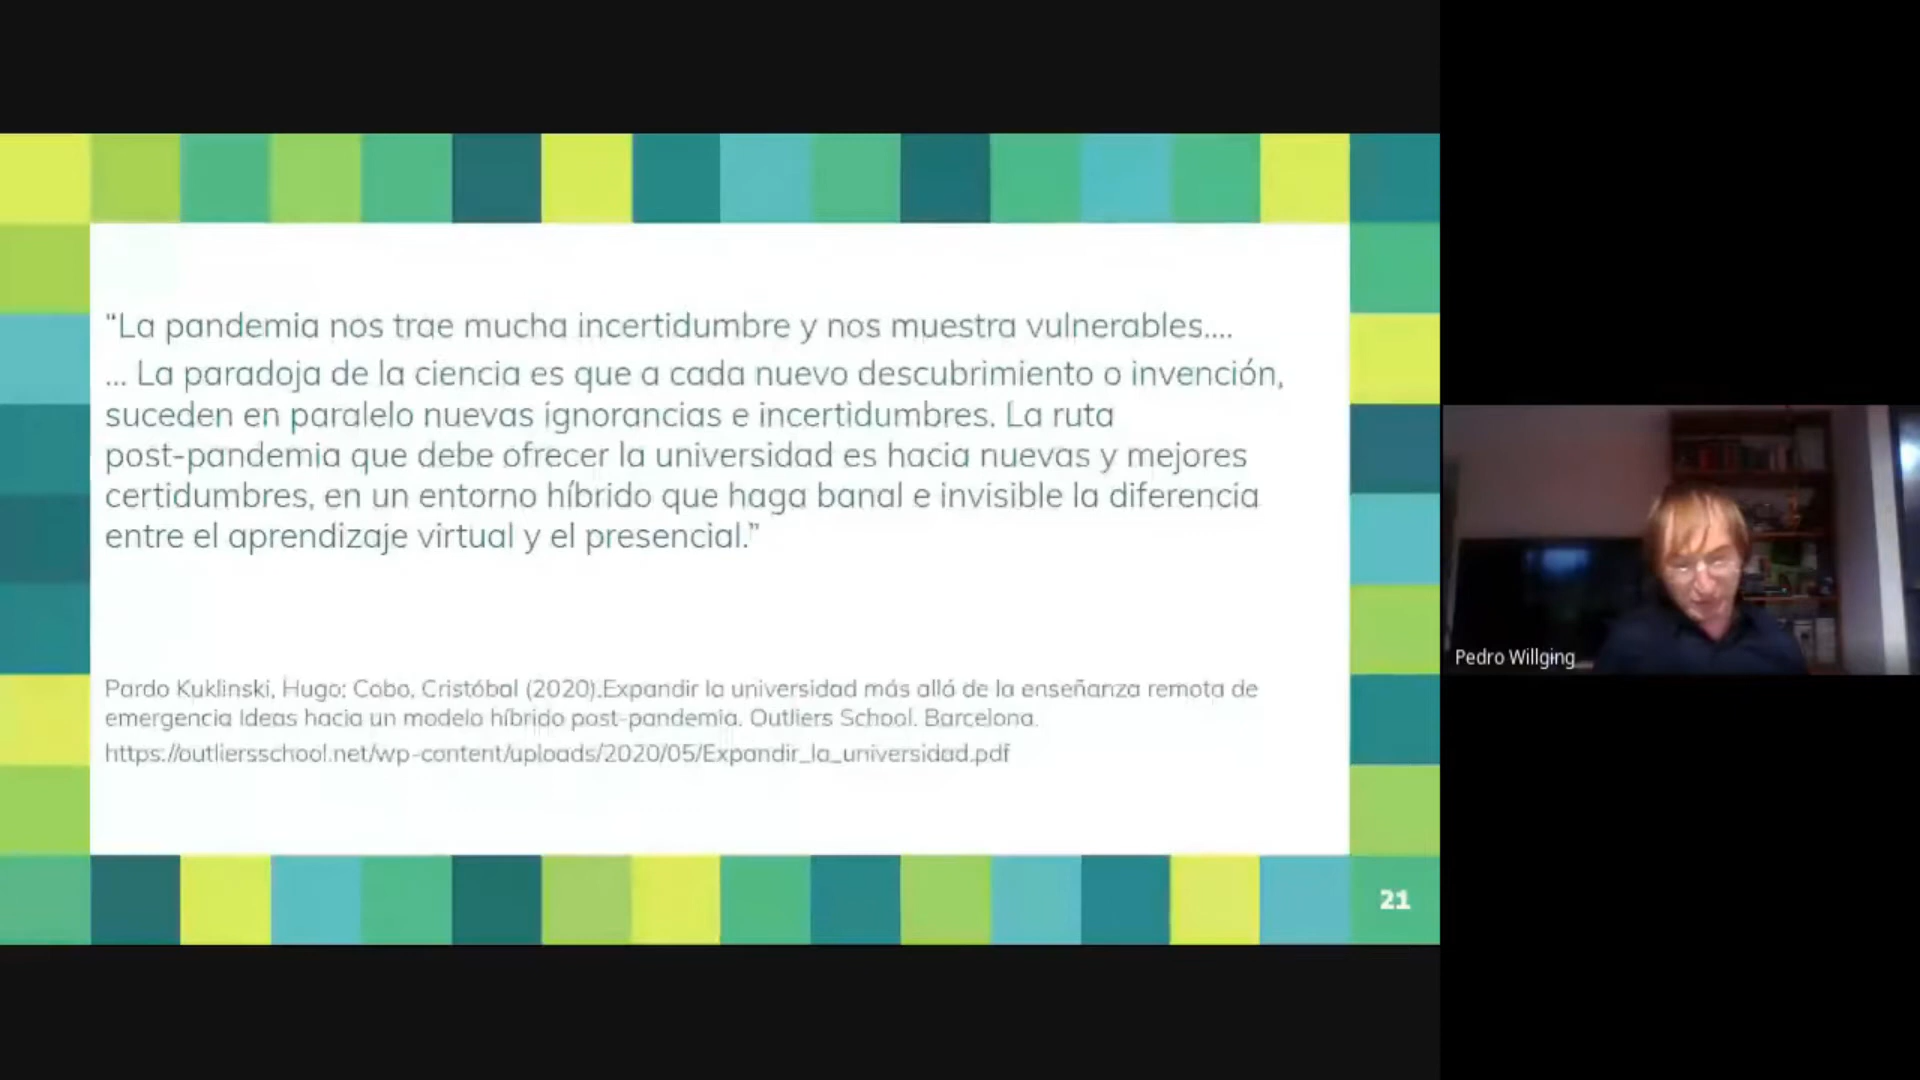 “La pandemia nos trae mucha incertidumbre y nos muestra vulnerables....
... La paradoja de la ciencia es que a cada nuevo descubrimiento o invención,
suceden en paralelo nuevas ignorancias e incertidumbres. La ruta
post-pandemia que debe ofrecer la universidad es hacia nuevas y mejores
certidumbres, en un entorno híbrido que haga banal e invisible la diferencia
entre el aprendizaje virtual y el presencial.”
Pardo Kuklinski, Hugo; Cobo, Cristóbal (2020).Expandir la universidad más allá de la enseñanza remota de
emergencia Ideas hacia un modelo híbrido post-pandemia. Outliers School. Barcelona.
https://outliersschool.net/wp-content/uploads/2020/05/Expandir_la_universidad.pdf
21
Pedro Willging